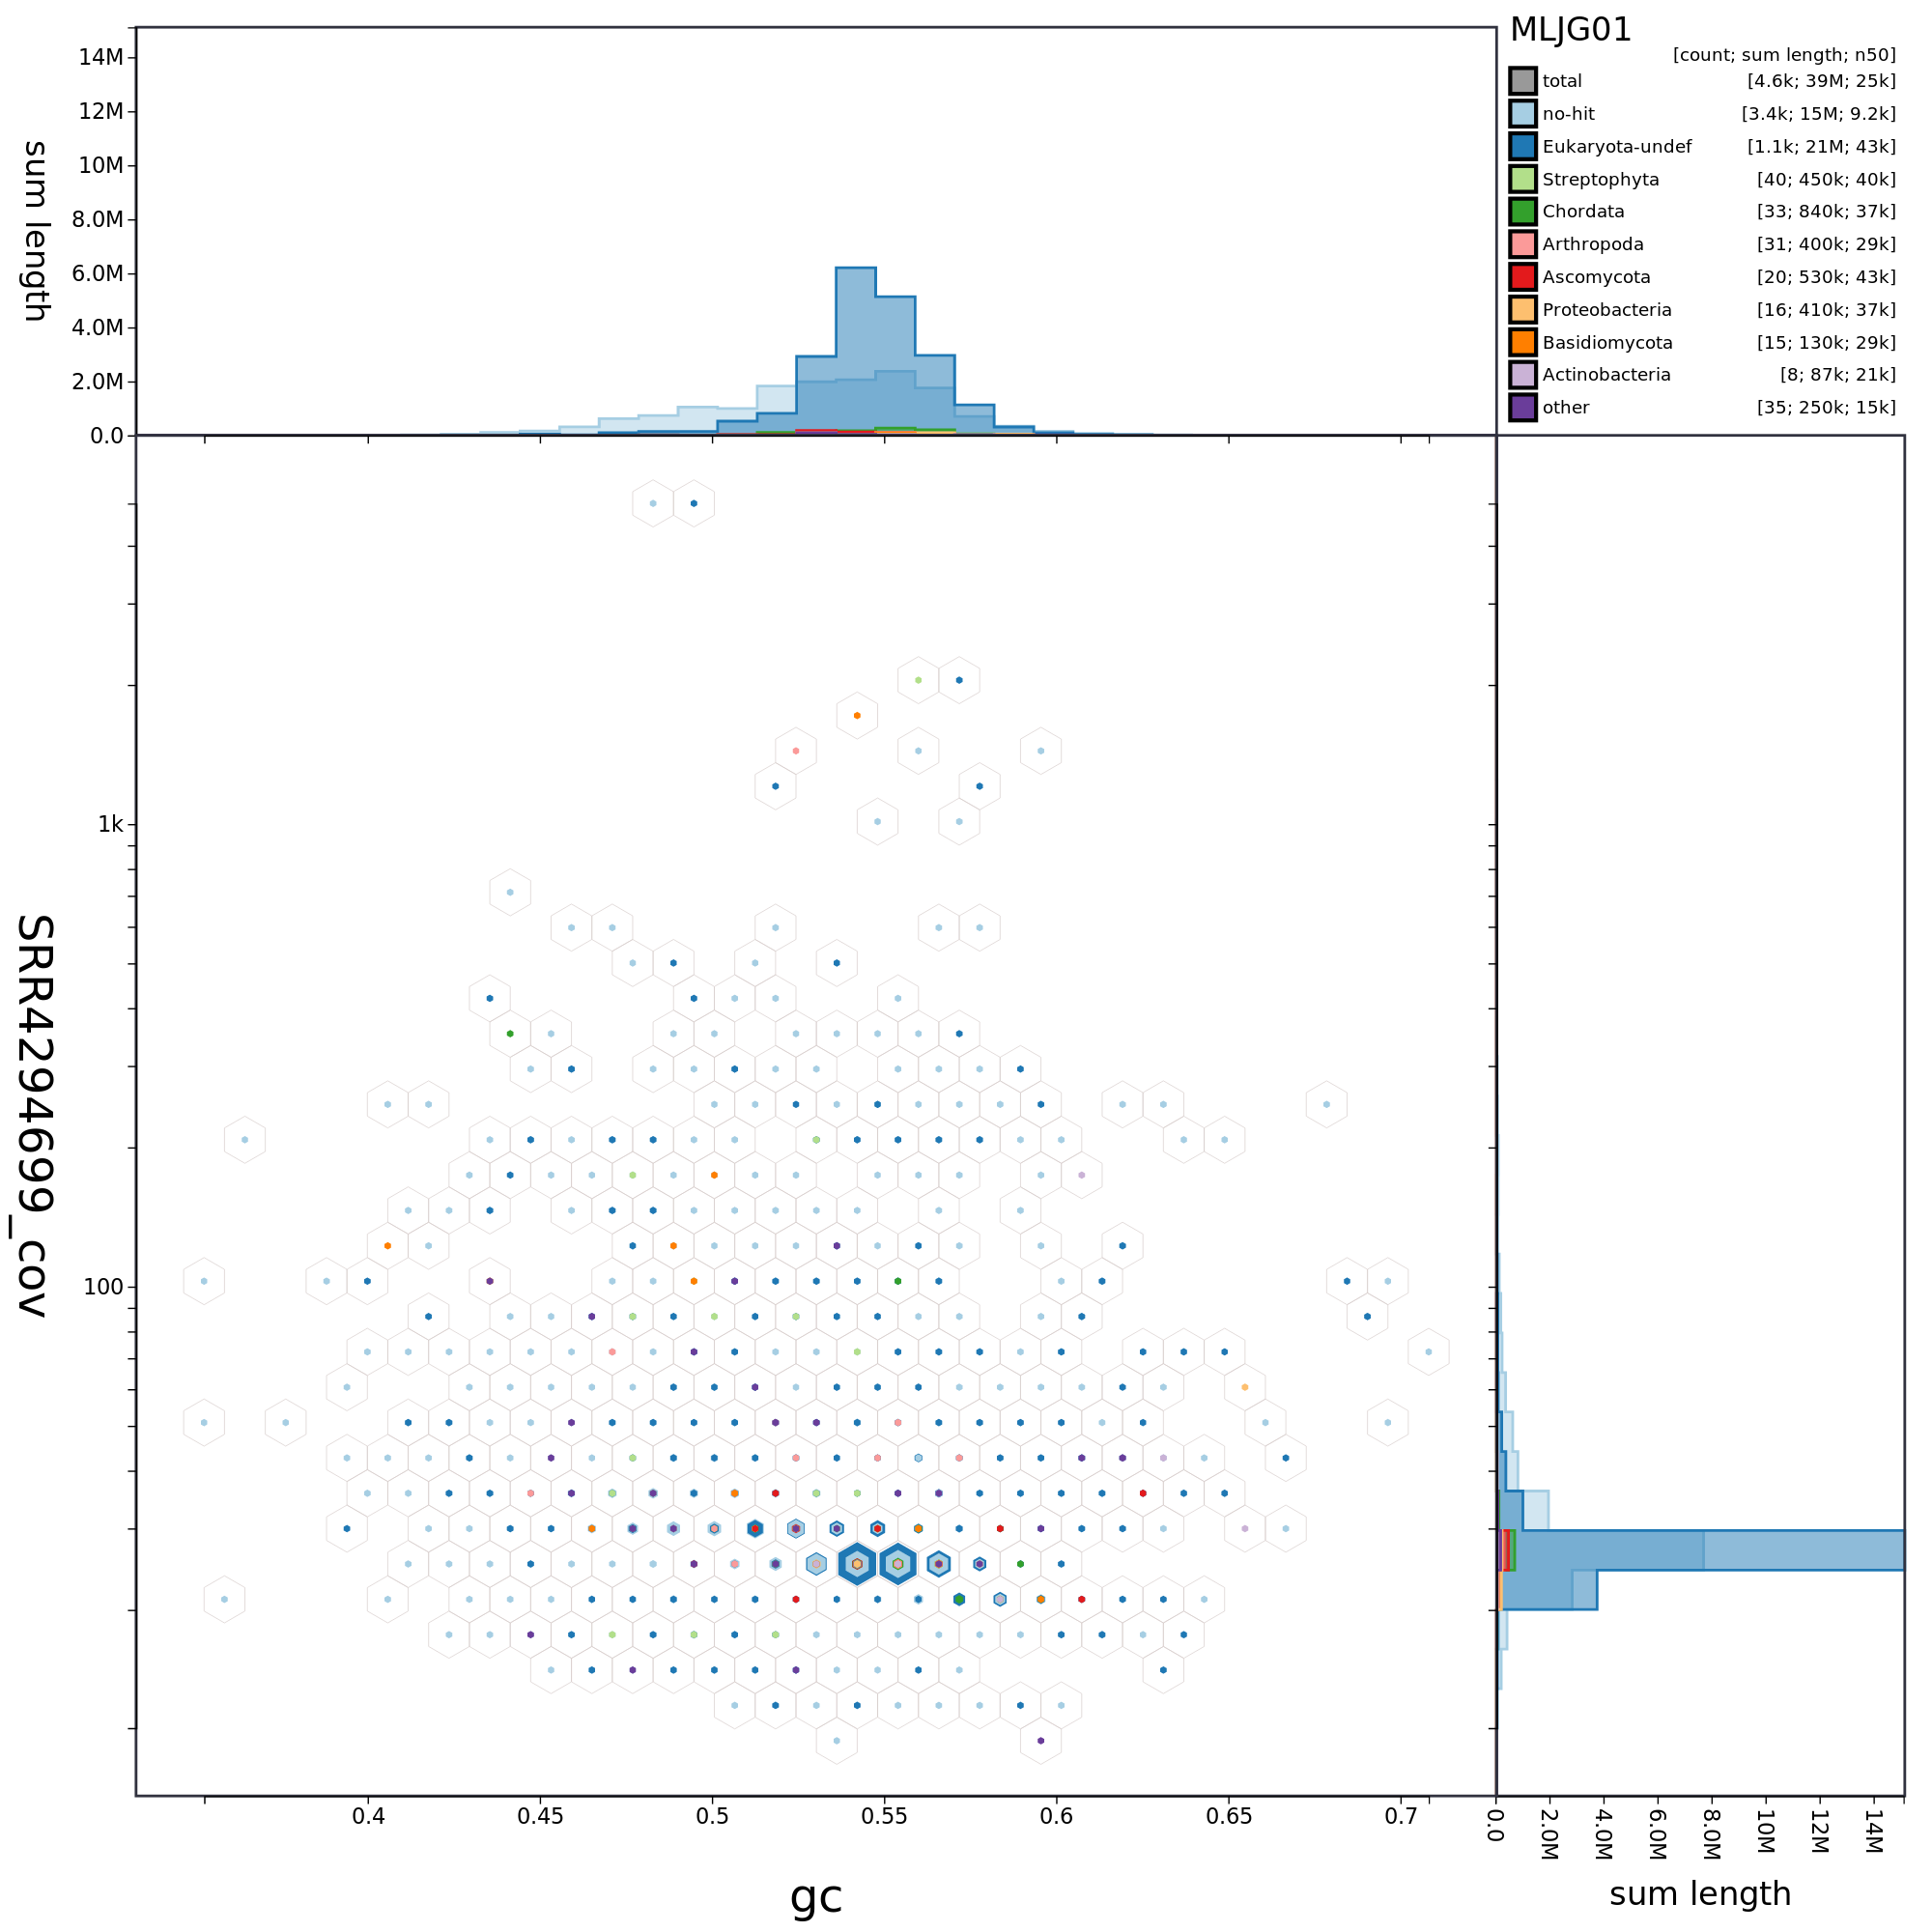 MLJG01
[count; sum length; n50]
total [4.6k; 39M; 25k]
no-hit [3.4k; 15M; 9.2k]
Eukaryota-undef [1.1k; 21M; 43k]
Streptophyta [40; 450k; 40k]
Chordata [33; 840k; 37k]
Arthropoda [31; 400k; 29k]
Ascomycota [20; 530k; 43k]
Proteobacteria [16; 410k; 37k]
Basidiomycota [15; 130k; 29k]
Actinobacteria [8; 87k; 21k]
other [35; 250k; 15k]
sum length
14M
12M
10M
8.0M
6.0M
4.0M
2.0M
0.0
SRR4294699_cov
1k
100
0.4 0.45 0.5 0.55 0.6 0.65 0.7
gc
0.0 2.0M 4.0M 6.0M 8.0M 10M 12M 14M
sum length